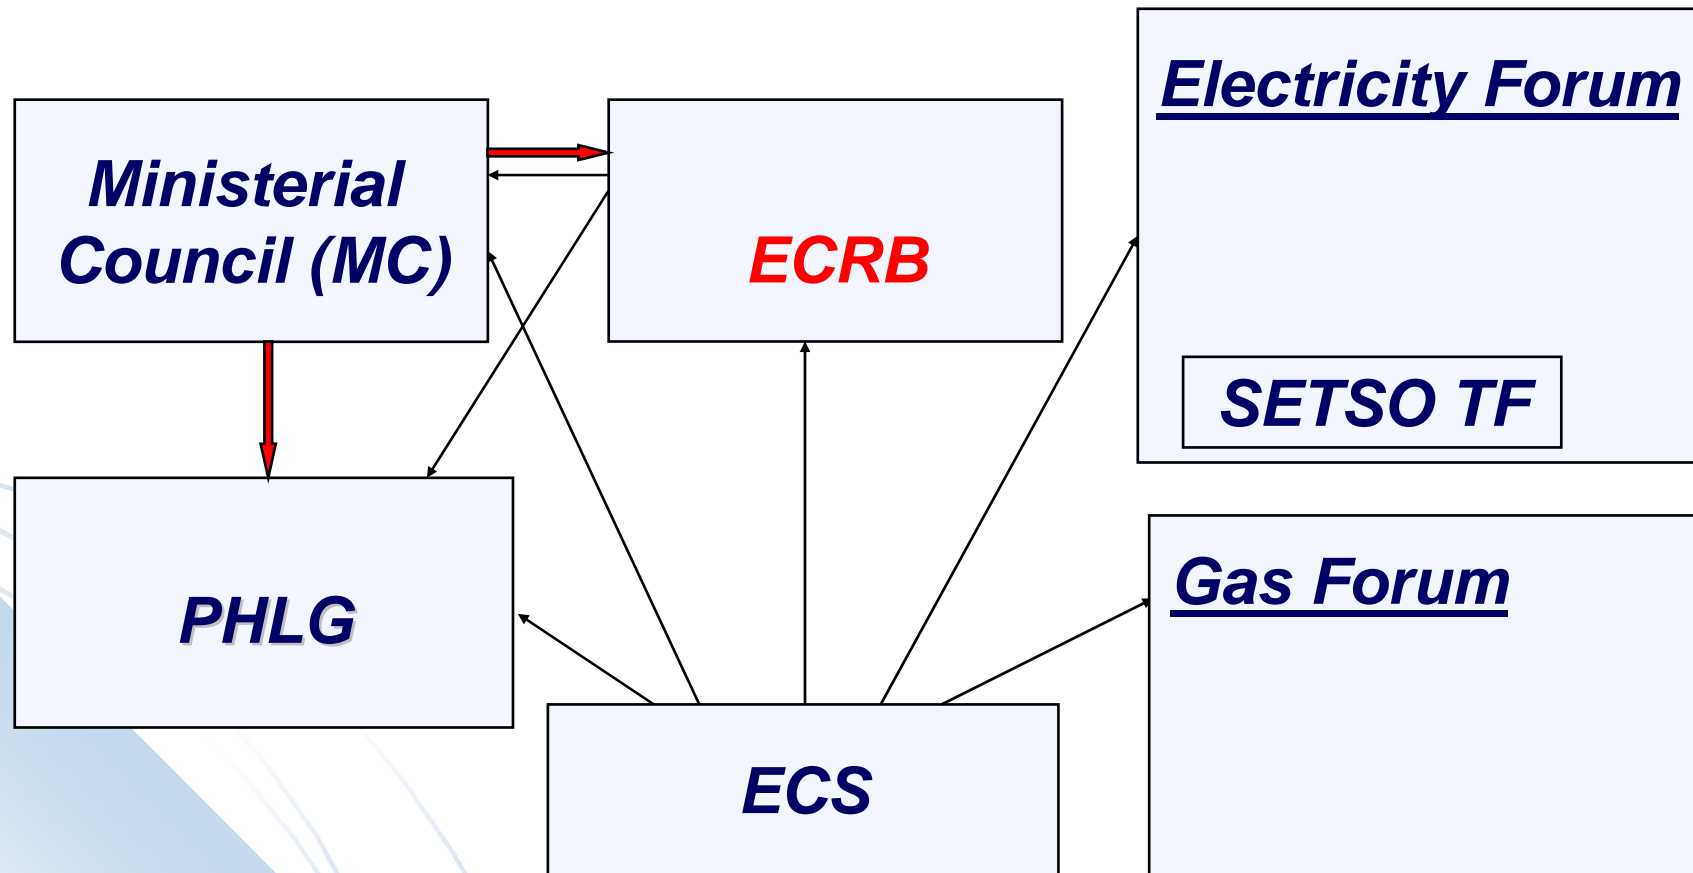 Ministerial
Council (MC)
ECRB
Electricity Forum
SETSO TF
PHLG
Gas Forum
ECS